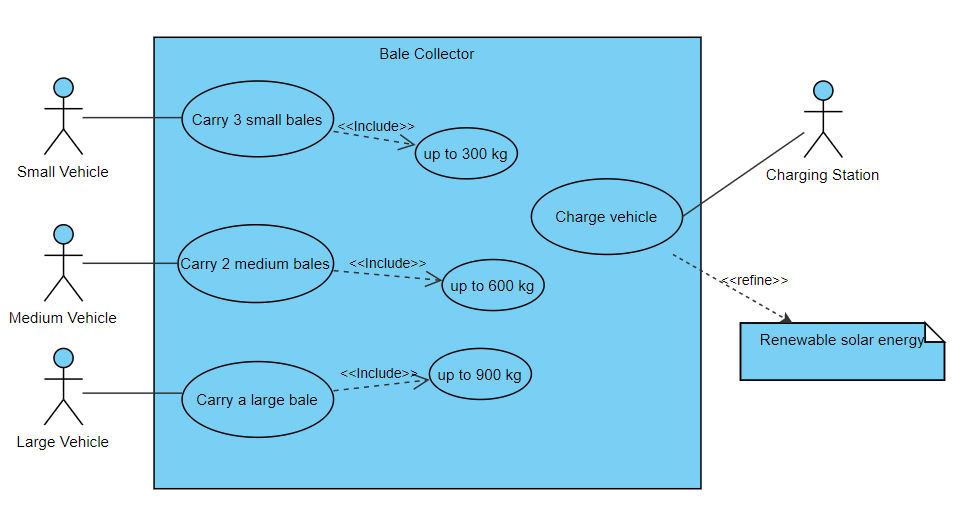 Bale Collector
Small Vehicle
Carry 3 small bales
<<Include>>
up to 300 kg
Charging Station
Charge vehicle
Medium Vehicle
Carry 2 medium bales
<<Include>>
up to 600 kg
<<refine>>
Renewable solar energy
Large Vehicle
Carry a large bale
<<Include>>
up to 900 kg